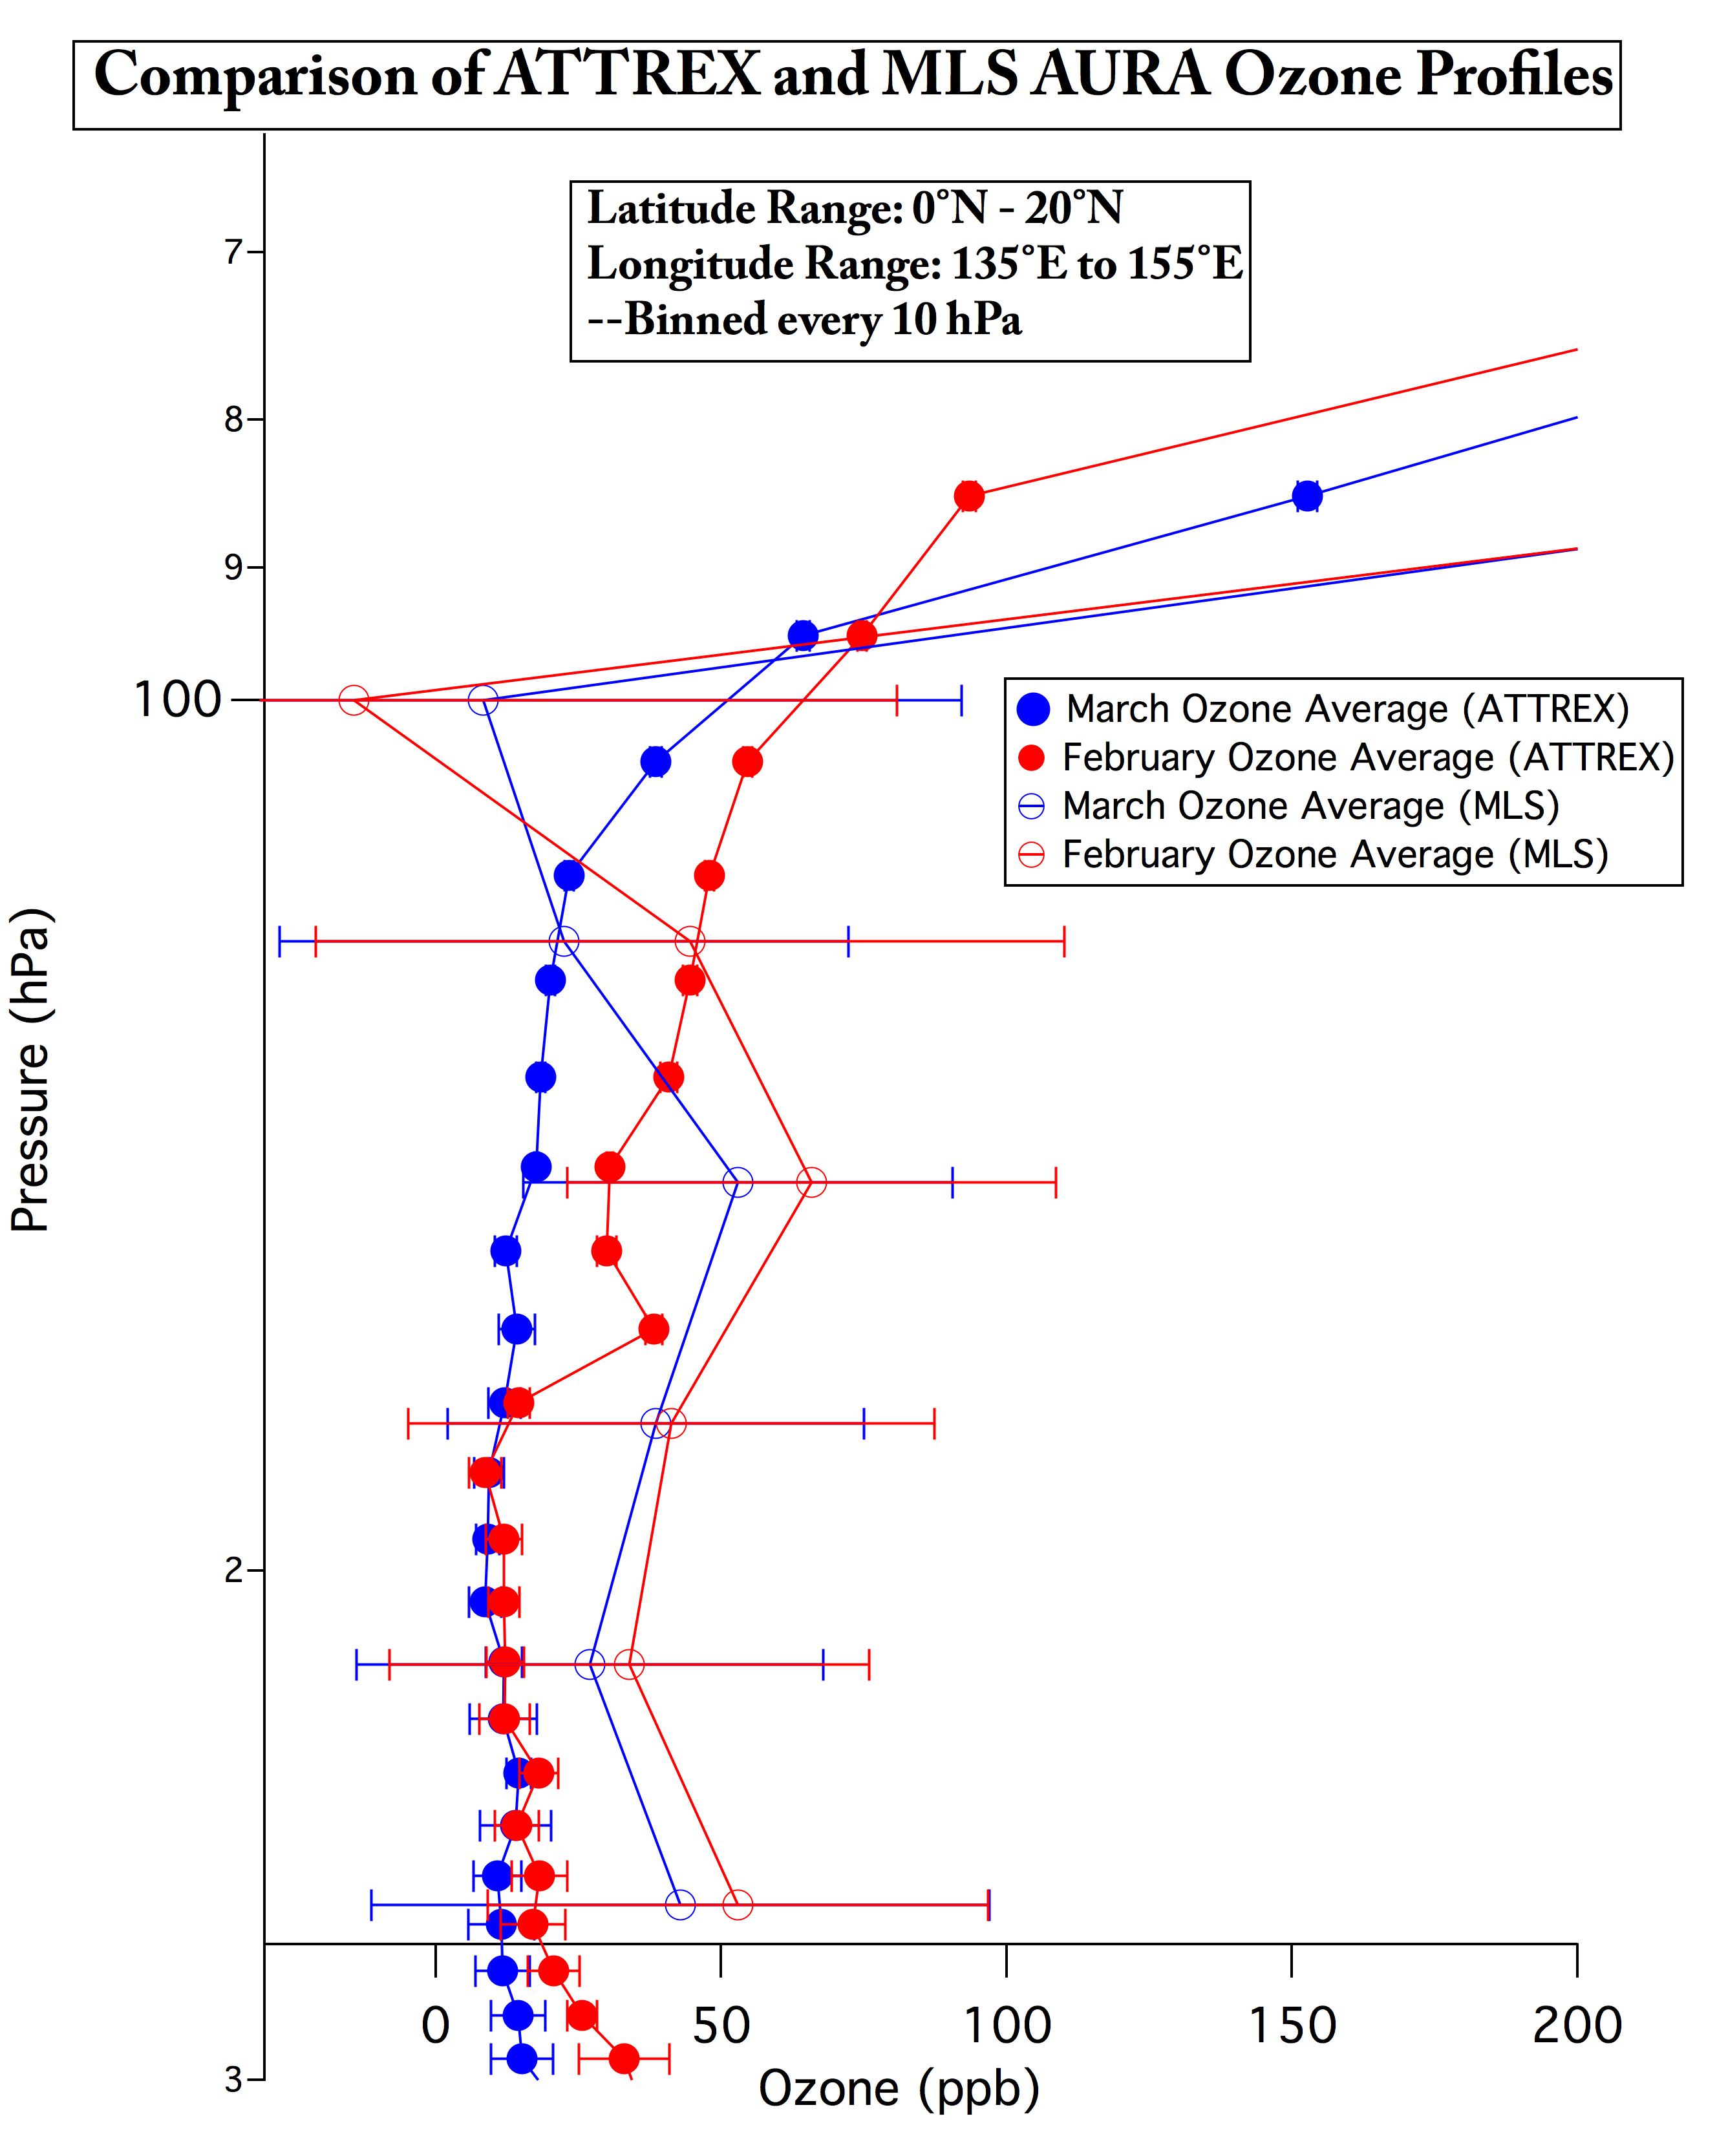 Comparison of ATTREX and MLS AURA Ozone Profiles
Latitude Range: 0°N - 20°N
Longitude Range: 135°E to 155°E
--Binned every 10 hPa
7
8
9
100
2
3
Pressure (hPa)
March Ozone Average (ATTREX)
February Ozone Average (ATTREX)
March Ozone Average (MLS)
February Ozone Average (MLS)
0 50 100 150 200
Ozone (ppb)